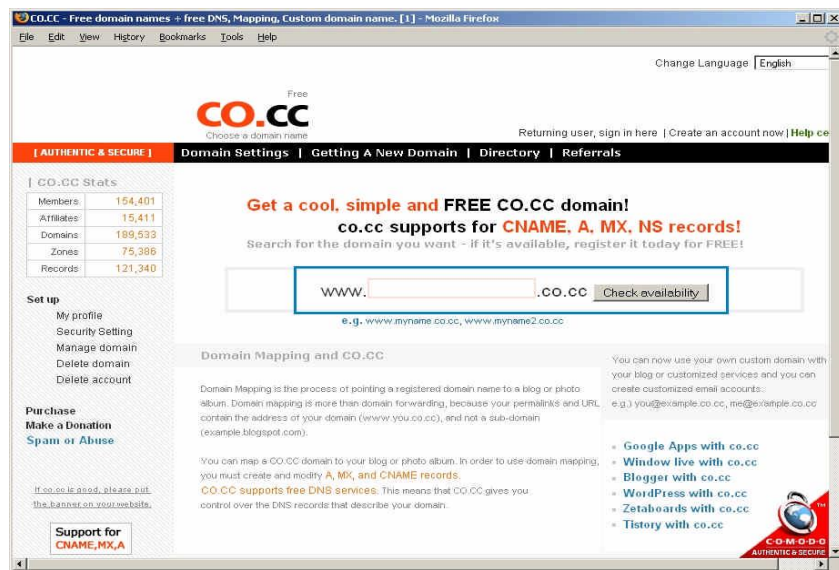 CO.CC - Free domain names + free DNS, Mapping, Custom domain name. [1] - Mozilla Firefox
File Edit View History Bookmarks Tools Help
Change Language English
Free
CO.CC
Choose a domain name
Returning user, sign in here | Create an account now | Help ce
[ AUTHENTIC & SECURE ]
Domain Settings | Getting A New Domain | Directory | Referrals
| CO.CC Stats
Members 154,401
Affiliates 15,411
Domains 189,533
Zones 75,386
Records 121,340
Set up
My profile
Security Setting
Manage domain
Delete domain
Delete account
Purchase
Make a Donation
Spam or Abuse
If co.cc is good, please put
the banner on your website.
Support for
CNAME,MX,A
Get a cool, simple and FREE CO.CC domain!
co.cc supports for CNAME, A, MX, NS records!
Search for the domain you want - if it's available, register it today for FREE!
www. .co.cc Check availability
e.g. www.myname.co.cc, www.myname2.co.cc
Domain Mapping and CO.CC
Domain Mapping is the process of pointing a registered domain name to a blog or photo
album. Domain mapping is more than domain forwarding, because your permalinks and URL
contain the address of your domain (www.you.co.cc), and not a sub-domain
(example.blogspot.com).
You can map a CO.CC domain to your blog or photo album. In order to use domain mapping,
you must create and modify A, MX, and CNAME records.
CO.CC supports free DNS services. This means that CO.CC gives you
control over the DNS records that describe your domain.
You can now use your own custom domain with
your blog or customized services and you can
create customized email accounts.
e.g.) you@example.co.cc, me@example.co.cc
Google Apps with co.cc
Window live with co.cc
Blogger with co.cc
WordPress with co.cc
Zetaboards with co.cc
Tistory with co.cc
TM
C·O·M·O·D·O
AUTHENTIC & SECURE